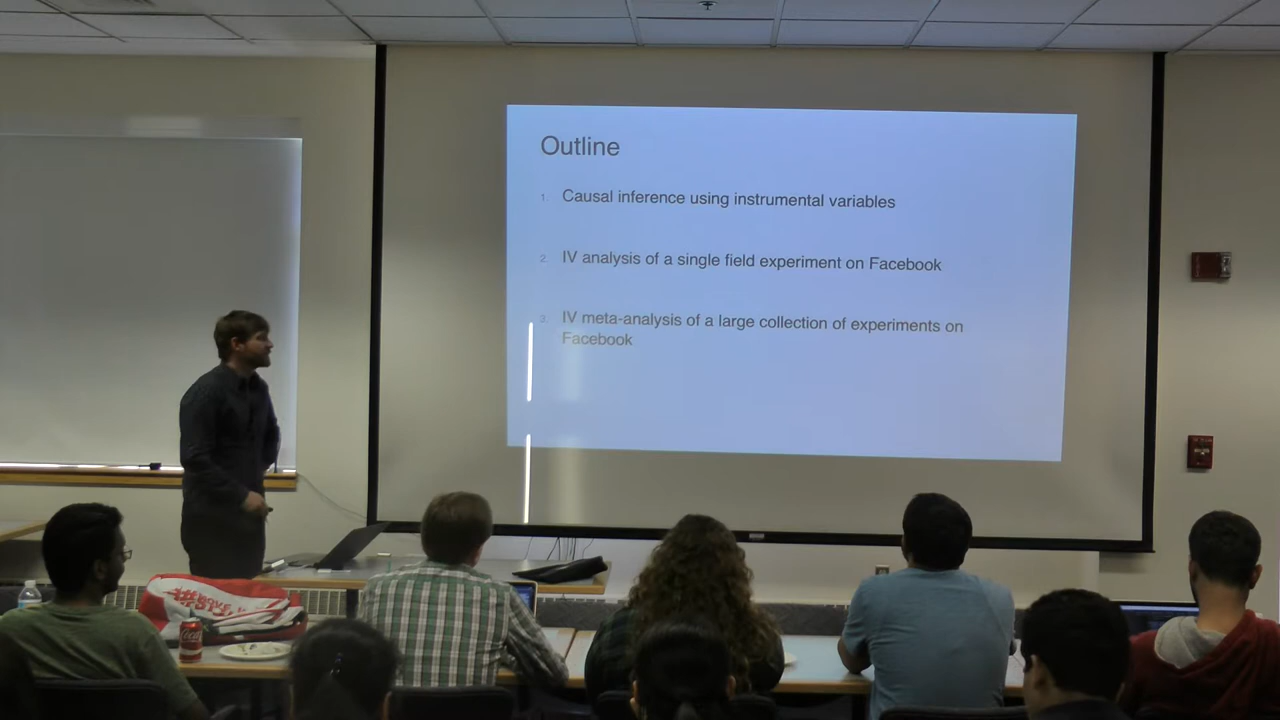 Outline
1. Causal inference using instrumental variables
2. IV analysis of a single field experiment on Facebook
3. IV meta-analysis of a large collection of experiments on
Facebook